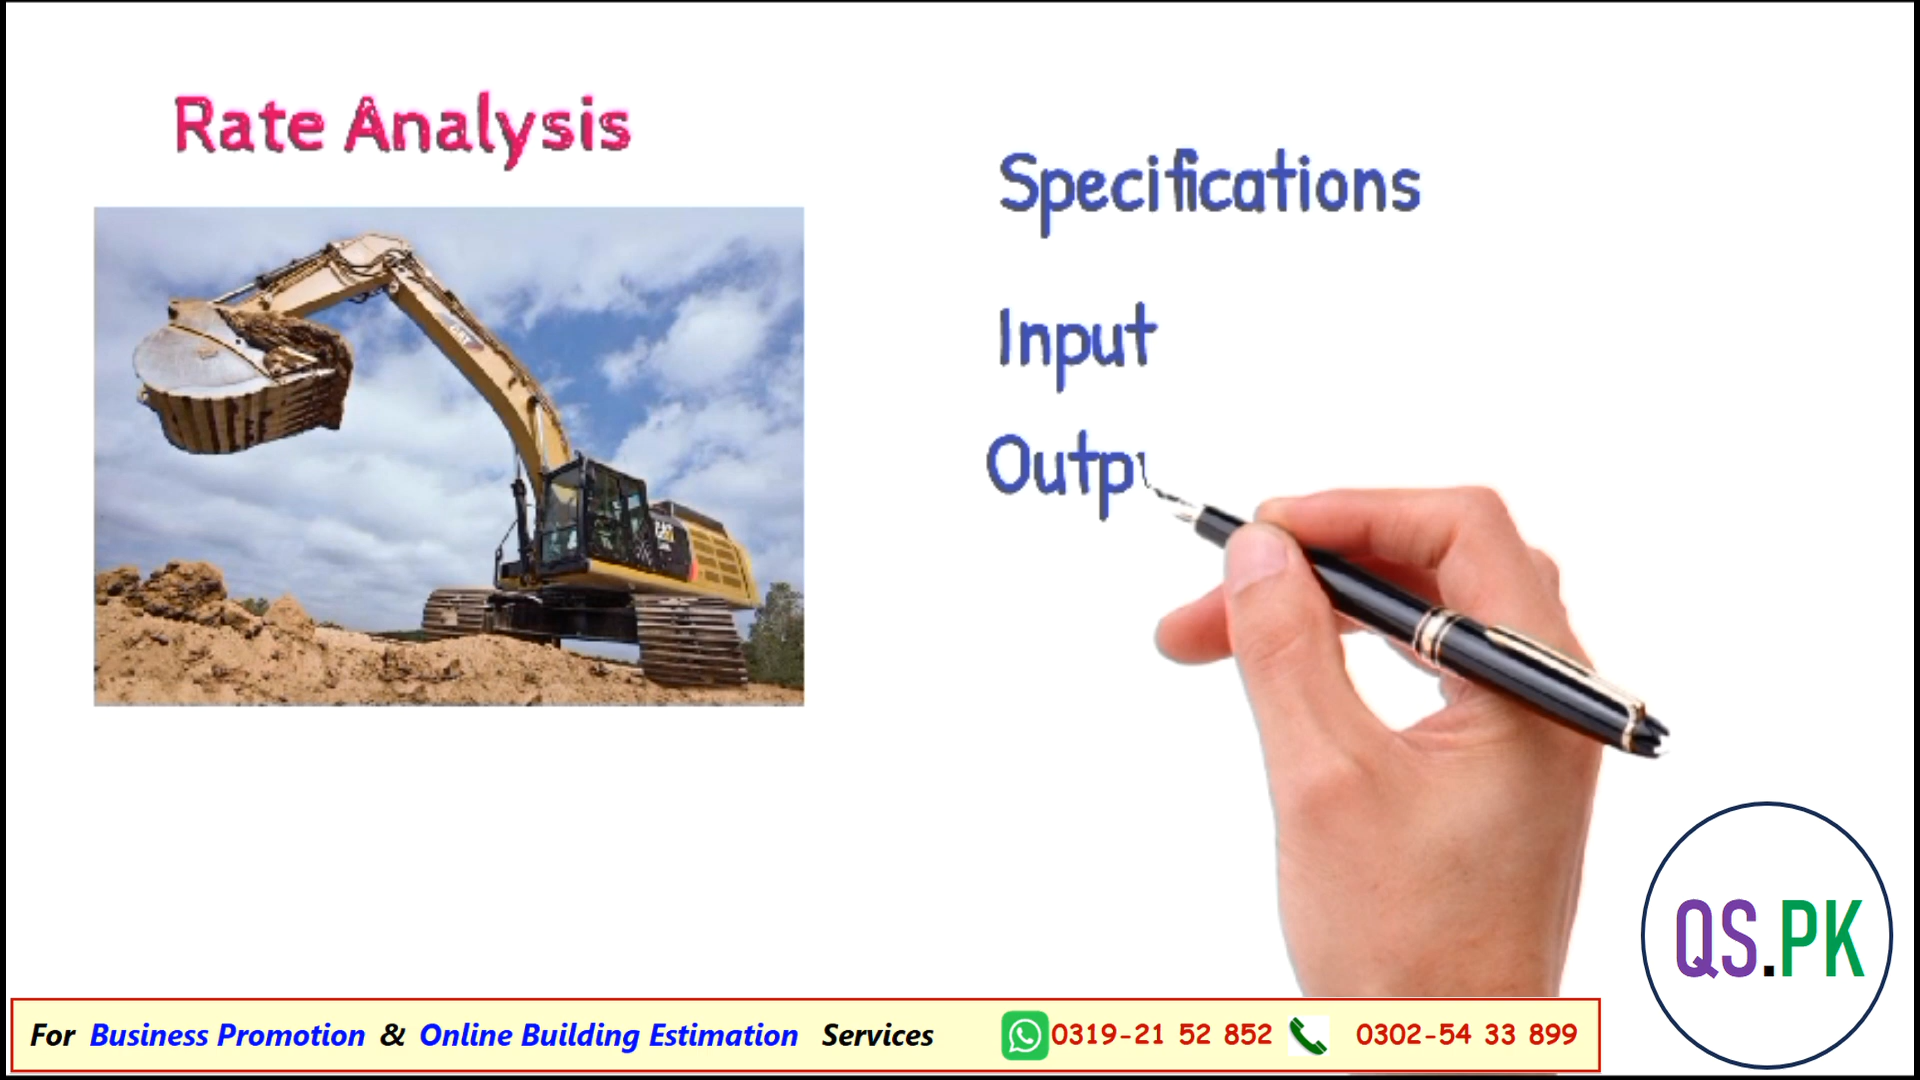 Rate Analysis
Specifications
Input
Outp
CAT
For Business Promotion & Online Building Estimation Services 0319-21 52 852 0302-54 33 899
QS.PK